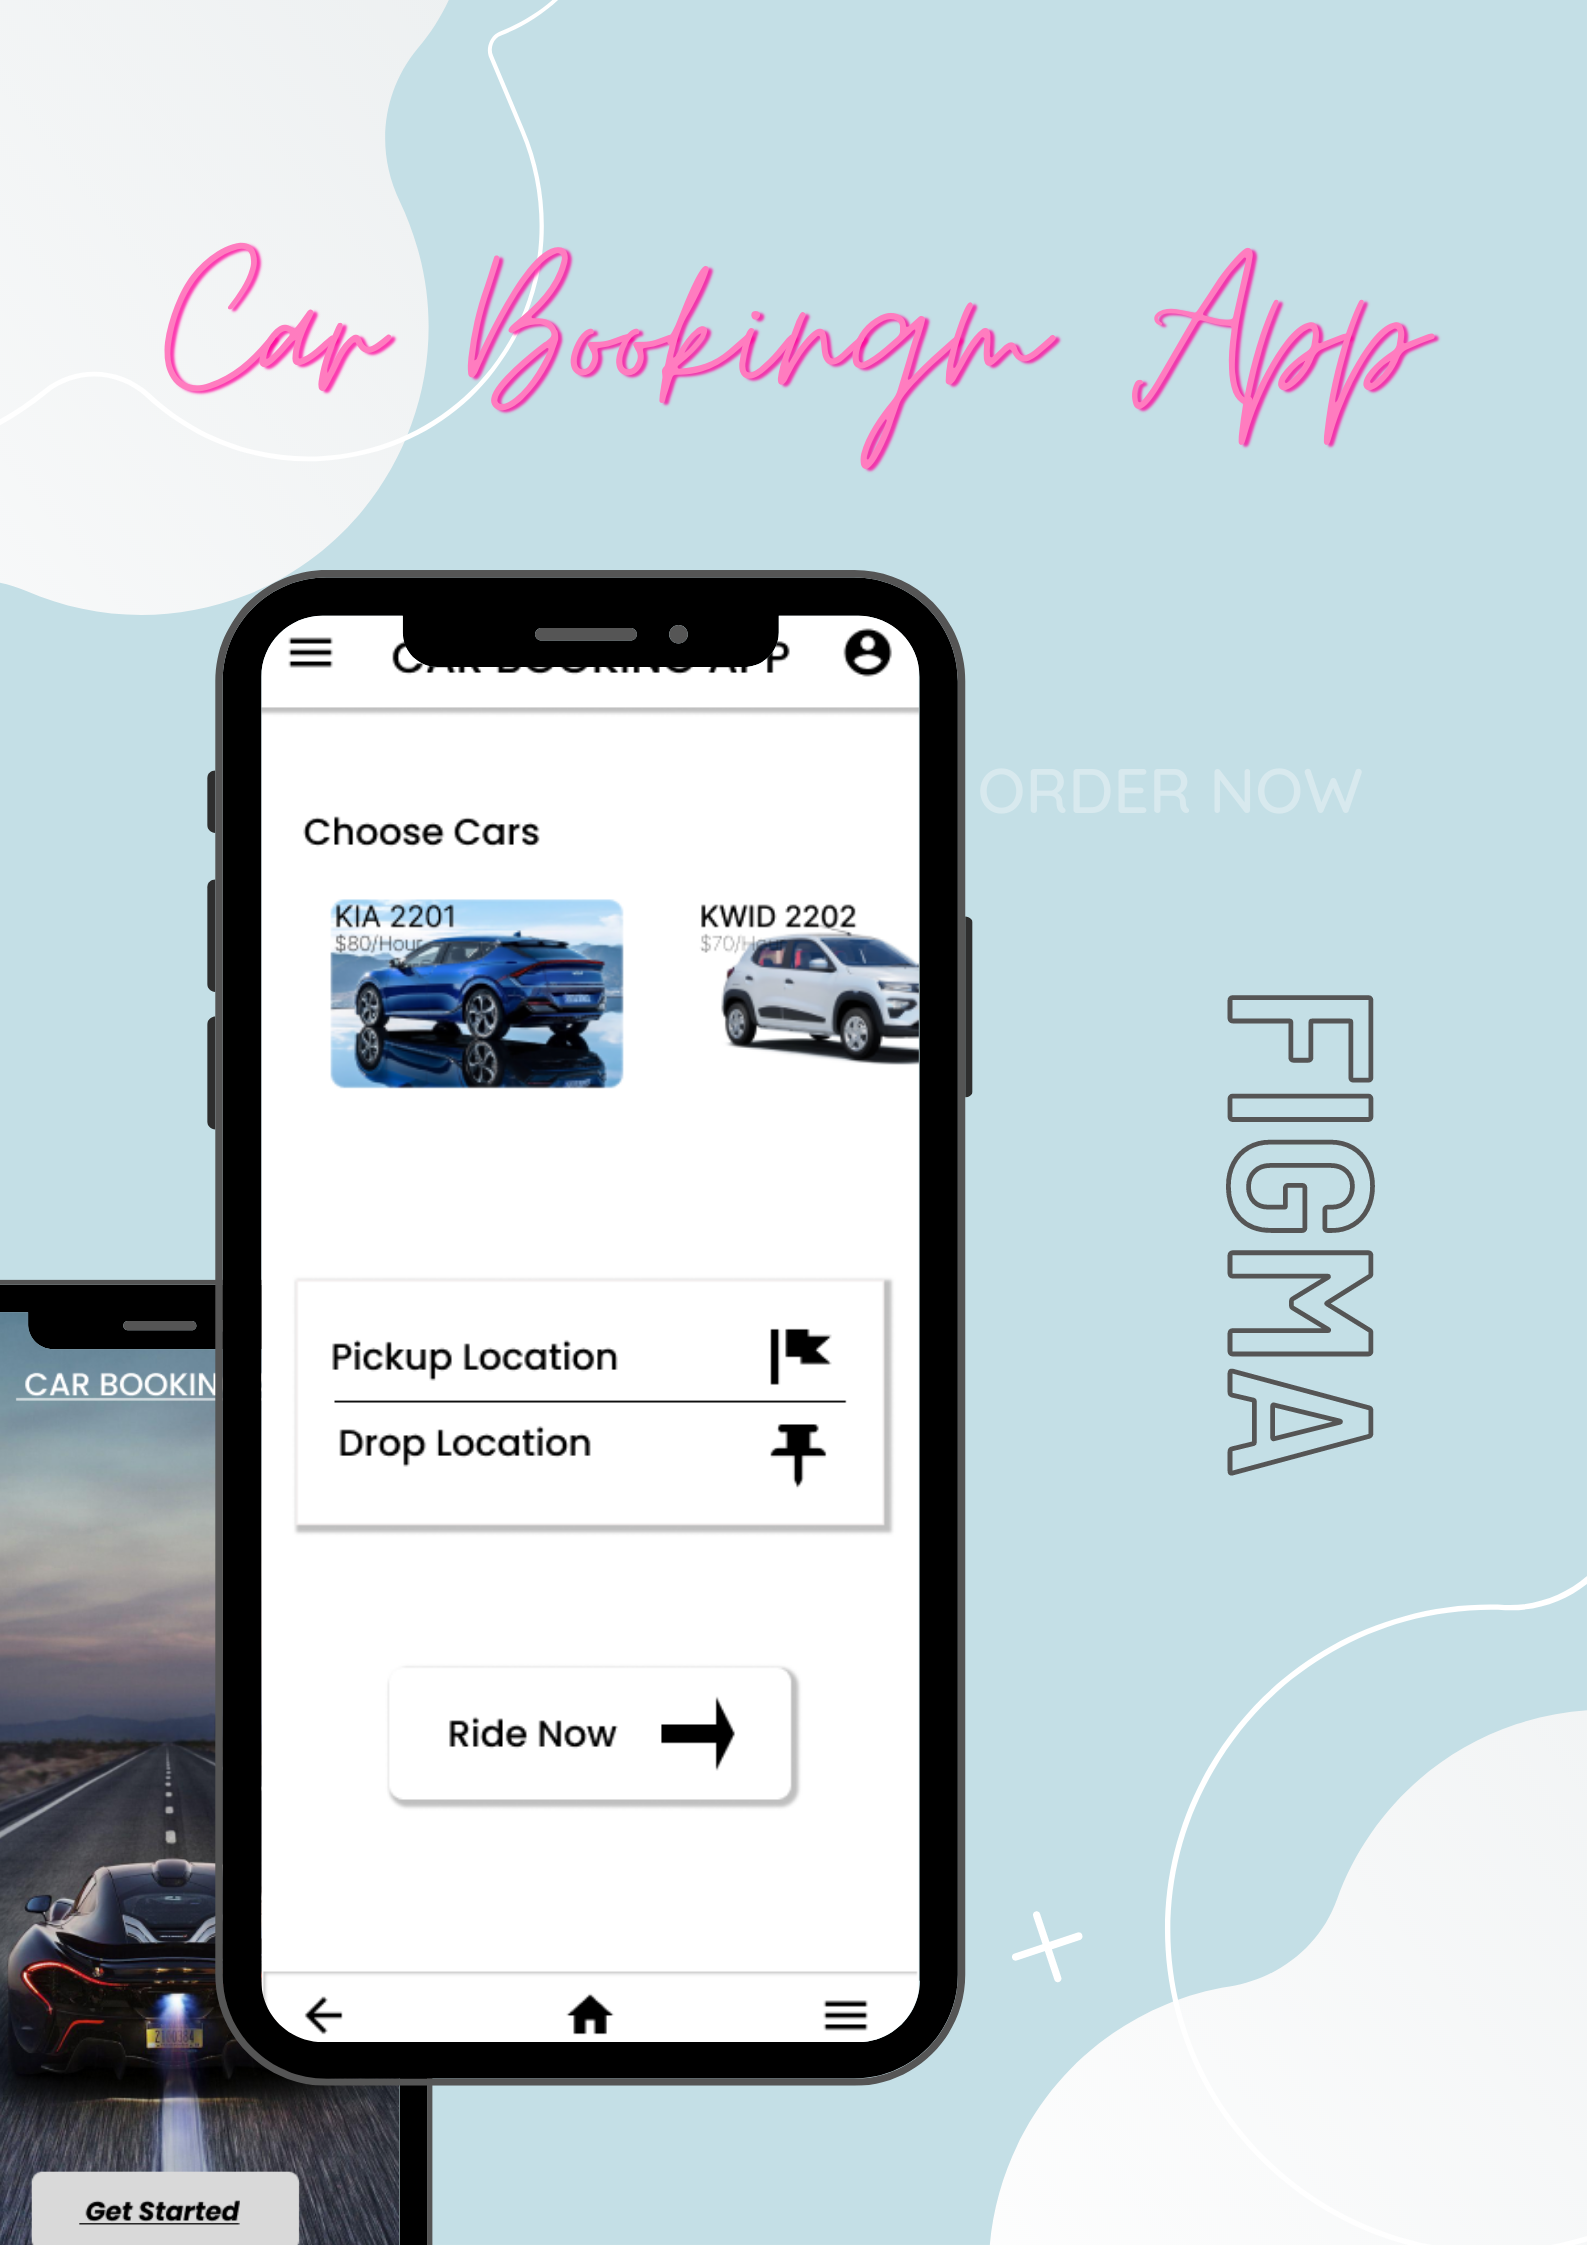 Car Bookingm App
CAR BOOKING APP
ORDER NOW
Choose Cars
KIA 2201
$80/Hour
KWID 2202
$70/Hour
FIGMA
Pickup Location
Drop Location
Ride Now
CAR BOOKIN
Get Started